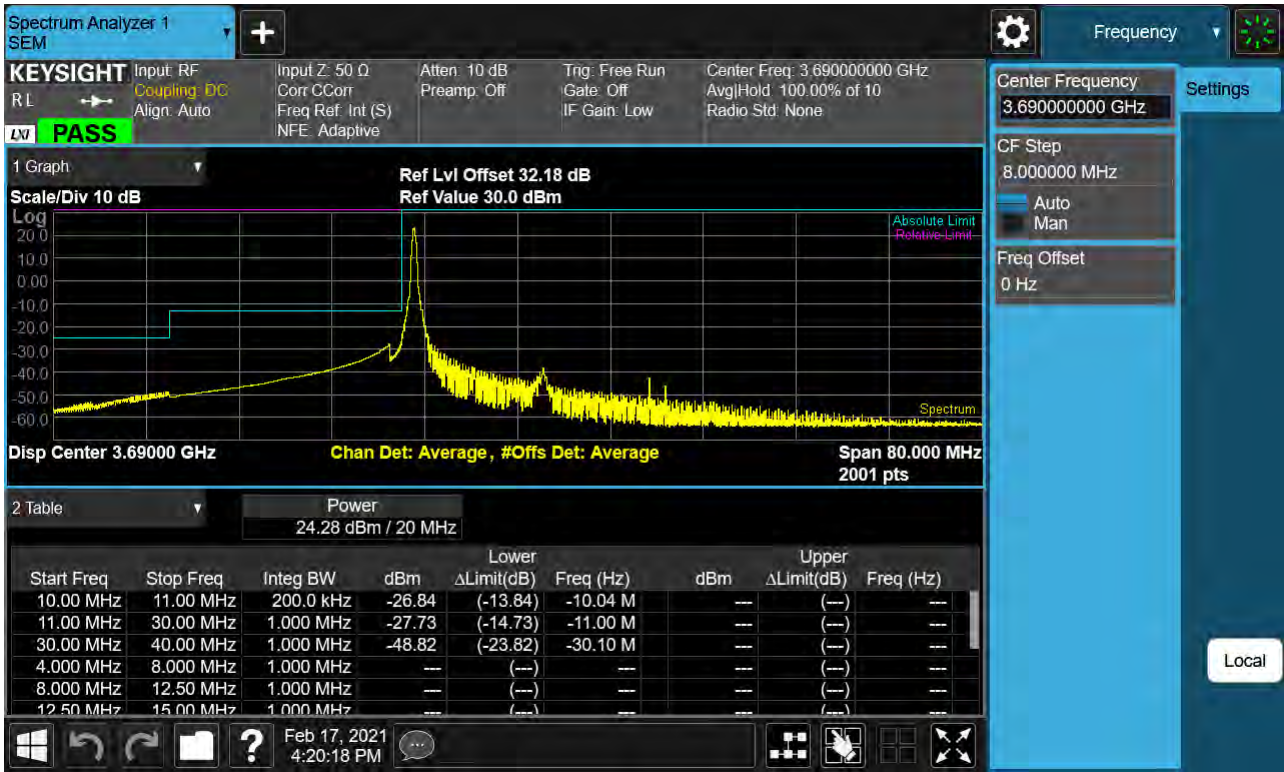 Spectrum Analyzer 1
SEM
Frequency
KEYSIGHT
Input: RF
Coupling: DC
Align: Auto
Input Z: 50 Ω
Corr CCorr
Freq Ref: Int (S)
NFE: Adaptive
Atten: 10 dB
Preamp: Off
Trig: Free Run
Gate: Off
IF Gain: Low
Center Freq: 3.690000000 GHz
Avg|Hold: 100.00% of 10
Radio Std: None
R L
LXI
PASS
Center Frequency
3.690000000 GHz
Settings
CF Step
8.000000 MHz
Auto
Man
Freq Offset
0 Hz
1 Graph
Ref Lvl Offset 32.18 dB
Scale/Div 10 dB
Ref Value 30.0 dBm
Log
Absolute Limit
Relative Limit
20.0
10.0
0.00
-10.0
-20.0
-30.0
-40.0
-50.0
-60.0
Spectrum
Disp Center 3.69000 GHz
Chan Det: Average, #Offs Det: Average
Span 80.000 MHz
2001 pts
2 Table
Power
24.28 dBm / 20 MHz
Lower Upper
Start Freq Stop Freq Integ BW dBm ΔLimit(dB) Freq (Hz) dBm ΔLimit(dB) Freq (Hz)
10.00 MHz 11.00 MHz 200.0 kHz -26.84 (-13.84) -10.04 M --- (---) ---
11.00 MHz 30.00 MHz 1.000 MHz -27.73 (-14.73) -11.00 M --- (---) ---
30.00 MHz 40.00 MHz 1.000 MHz -48.82 (-23.82) -30.10 M --- (---) ---
4.000 MHz 8.000 MHz 1.000 MHz --- (---) --- --- (---) ---
8.000 MHz 12.50 MHz 1.000 MHz --- (---) --- --- (---) ---
12.50 MHz 15.00 MHz 1.000 MHz --- (---) --- --- (---) ---
Local
Feb 17, 2021
4:20:18 PM